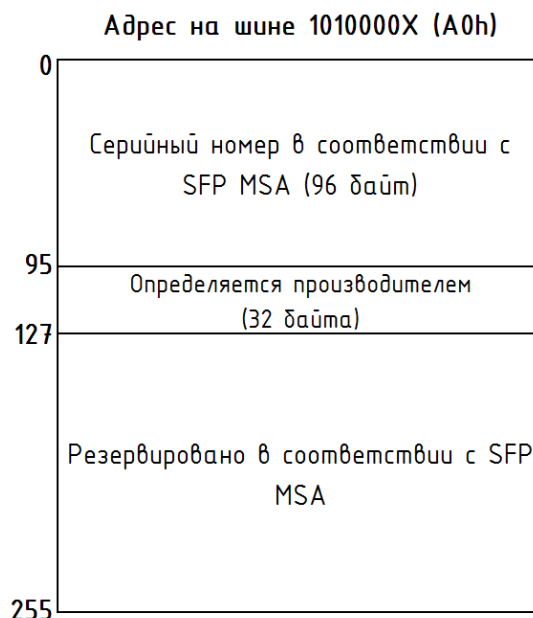 Адрес на шине 1010000X (A0h)
0
Серийный номер в соответствии с
SFP MSA (96 байт)
95
Определяется производителем
(32 байта)
127
Резервировано в соответствии с SFP
MSA
255